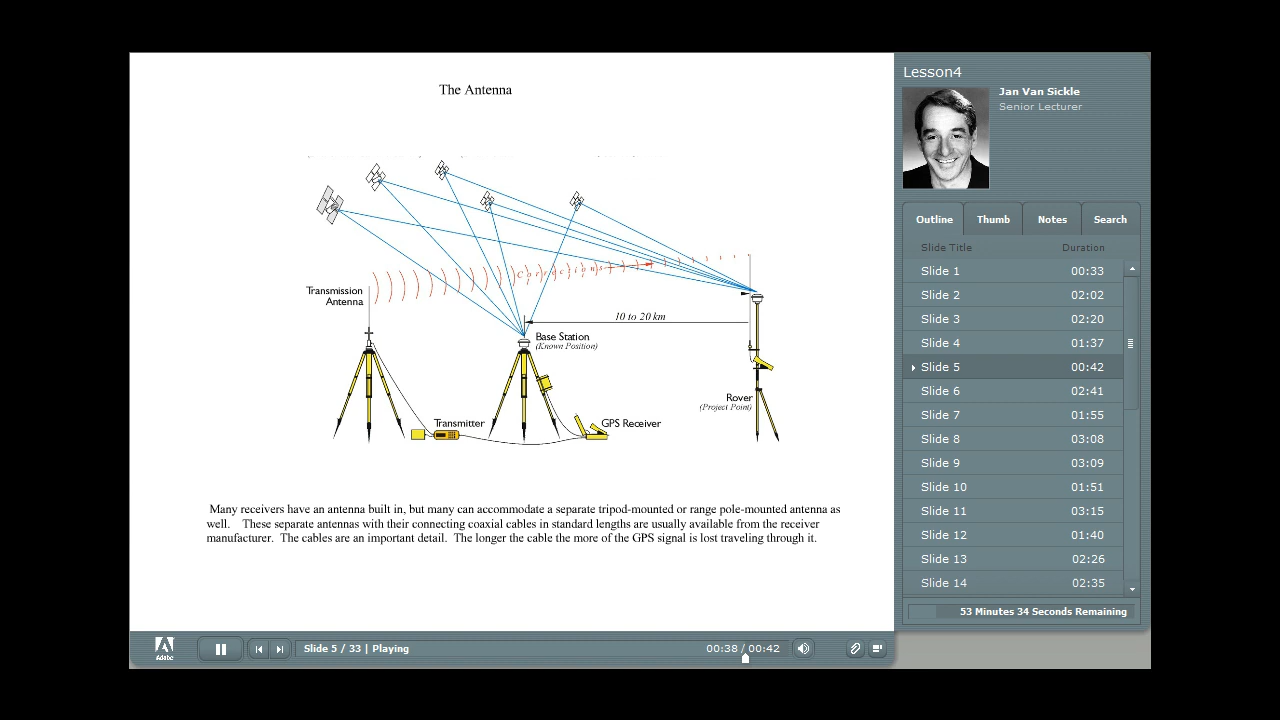 The Antenna
Corrections
Transmission
Antenna
10 to 20 km
Base Station
(Known Position)
Rover
(Project Point)
Transmitter
GPS Receiver
Many receivers have an antenna built in, but many can accommodate a separate tripod-mounted or range pole-mounted antenna as
well. These separate antennas with their connecting coaxial cables in standard lengths are usually available from the receiver
manufacturer. The cables are an important detail. The longer the cable the more of the GPS signal is lost traveling through it.
Adobe
Slide 5 / 33 | Playing
00:38 / 00:42
Lesson4
Jan Van Sickle
Senior Lecturer
Outline Thumb Notes Search
Slide Title Duration
Slide 1 00:33
Slide 2 02:02
Slide 3 02:20
Slide 4 01:37
Slide 5 00:42
Slide 6 02:41
Slide 7 01:55
Slide 8 03:08
Slide 9 03:09
Slide 10 01:51
Slide 11 03:15
Slide 12 01:40
Slide 13 02:26
Slide 14 02:35
53 Minutes 34 Seconds Remaining